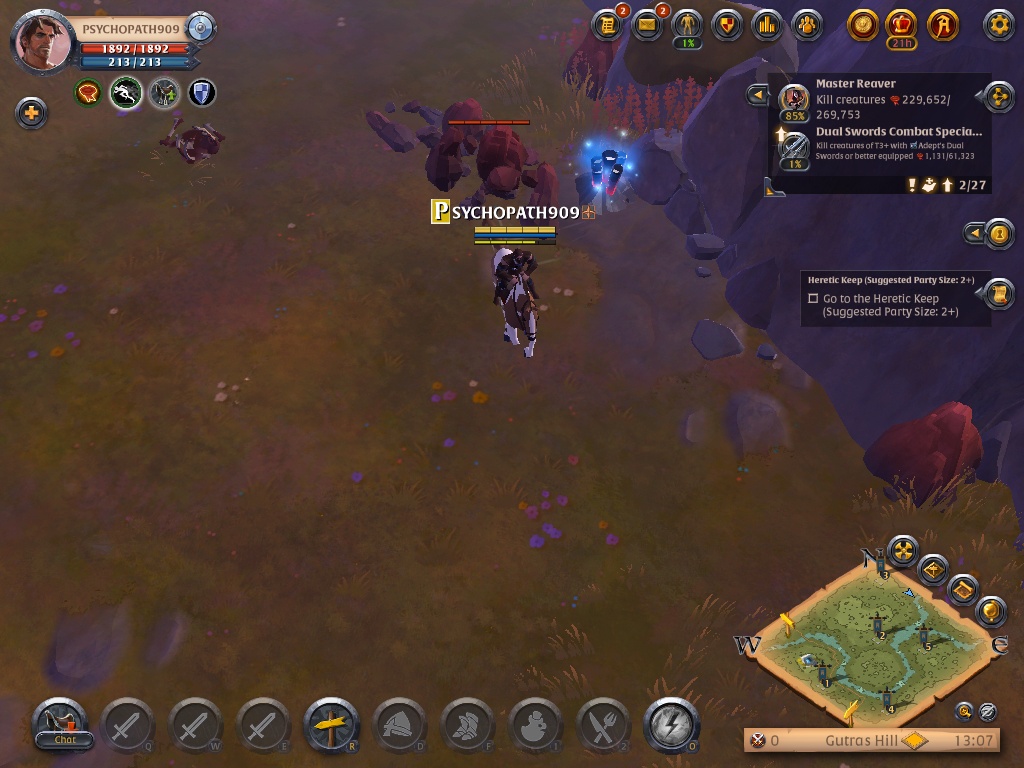 PSYCHOPATH909
1892 / 1892
213 / 213
2
2
1%
21h
85%
Master Reaver
Kill creatures 229,652/
269,753
1%
Dual Swords Combat Specia...
Kill creatures of T3+ with Adept's Dual
Swords or better equipped 1,131/61,323
2/27
PSYCHOPATH909
Heretic Keep (Suggested Party Size: 2+)
Go to the Heretic Keep
(Suggested Party Size: 2+)
N
W
E
3
2
5
1
4
Chat
Q
W
E
R
D
F
1
2
O
0
Gutras Hill
13:07